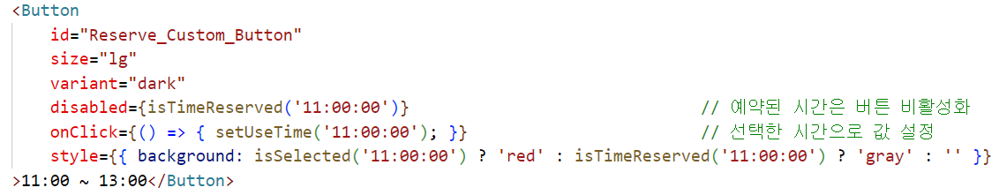 <Button
id="Reserve_Custom_Button"
size="lg"
variant="dark"
disabled={isTimeReserved('11:00:00')} // 예약된 시간은 버튼 비활성화
onClick={() => { setUseTime('11:00:00'); }} // 선택한 시간으로 값 설정
style={{ background: isSelected('11:00:00') ? 'red' : isTimeReserved('11:00:00') ? 'gray' : '' }}
>11:00 ~ 13:00</Button>